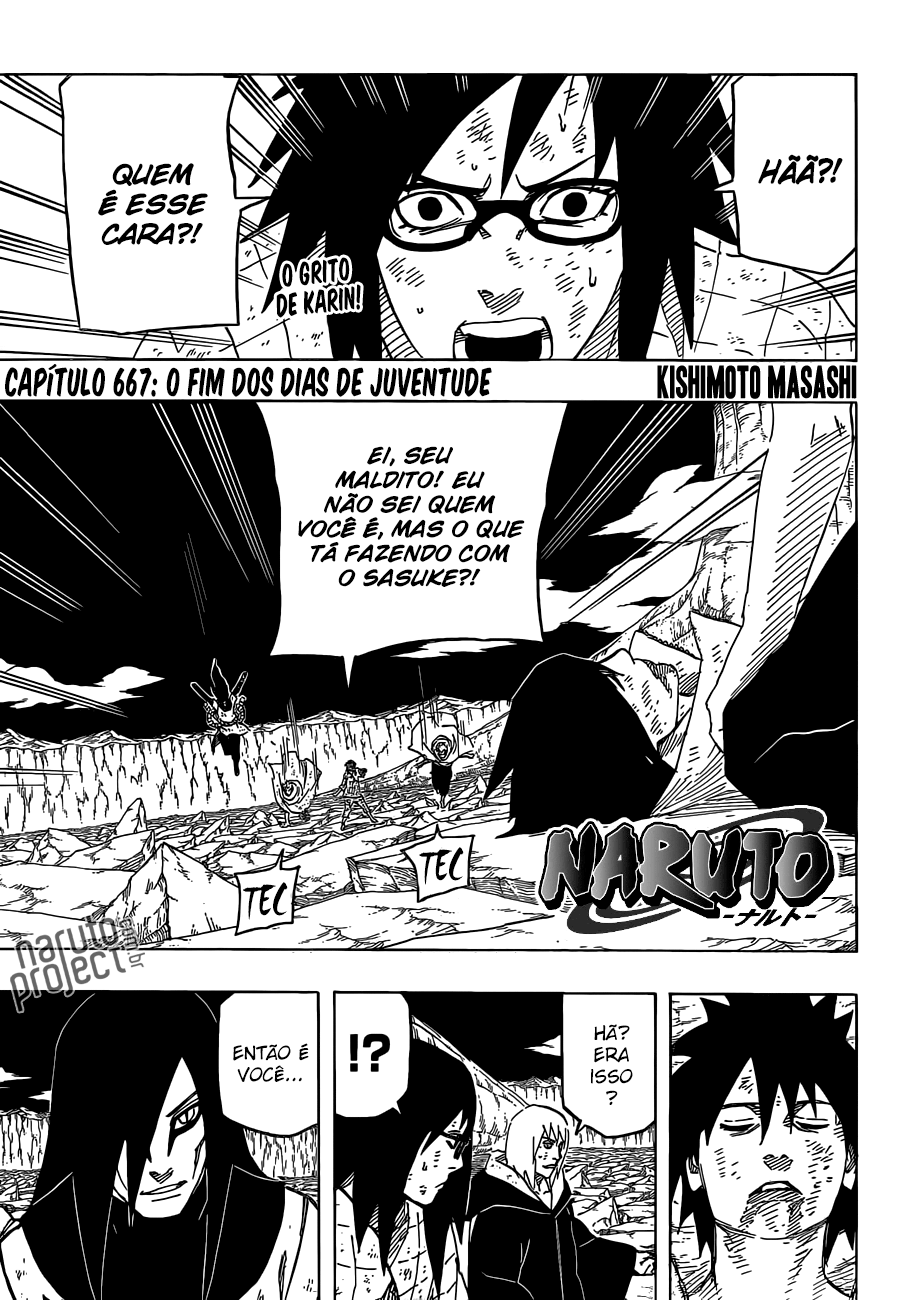 HÃÃ?!
QUEM
É ESSE
CARA?!
O GRITO
DE KARIN!
CAPÍTULO 667: O FIM DOS DIAS DE JUVENTUDE
KISHIMOTO MASASHI
EI, SEU
MALDITO! EU
NÃO SEI QUEM
VOCÊ É, MAS O QUE
TÁ FAZENDO COM
O SASUKE?!
TEC
TEC
NARUTO
-ナルト-
naruto
project
.com.br
HÃ?
ERA
ISSO
?
!?
ENTÃO É
VOCÊ...